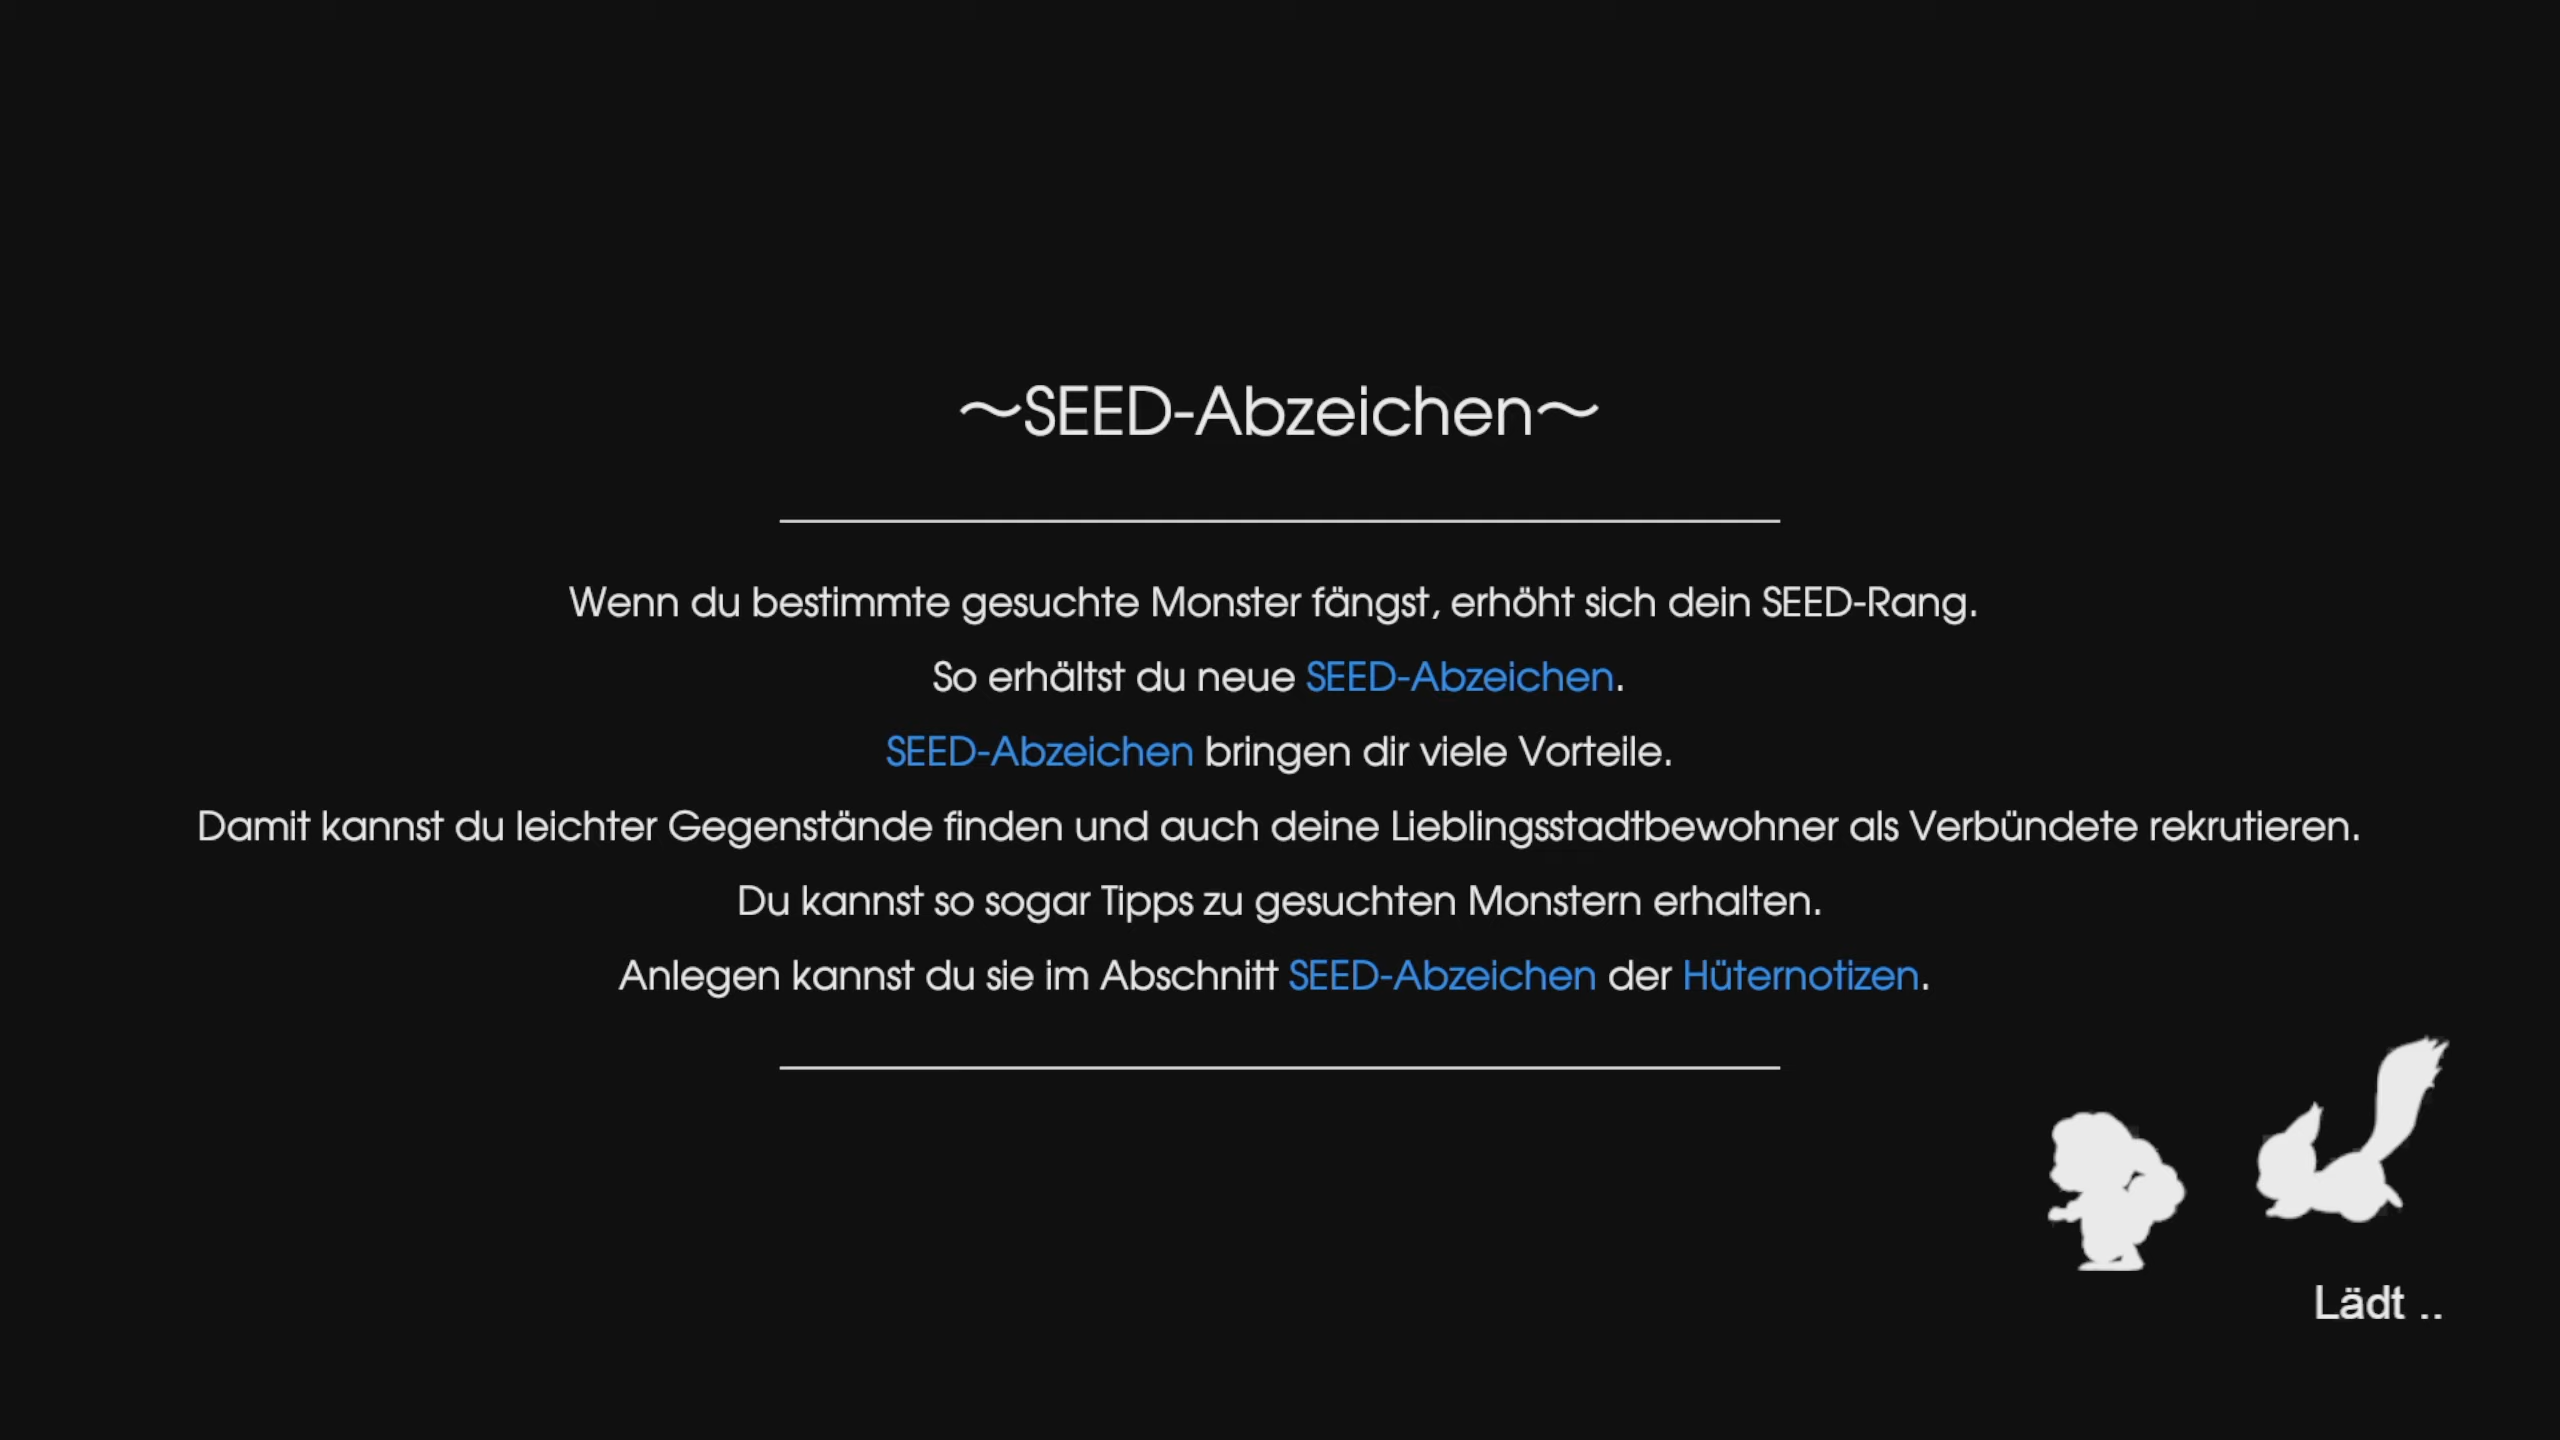 〜SEED-Abzeichen〜
Wenn du bestimmte gesuchte Monster fängst, erhöht sich dein SEED-Rang.
So erhältst du neue SEED-Abzeichen.
SEED-Abzeichen bringen dir viele Vorteile.
Damit kannst du leichter Gegenstände finden und auch deine Lieblingsstadtbewohner als Verbündete rekrutieren.
Du kannst so sogar Tipps zu gesuchten Monstern erhalten.
Anlegen kannst du sie im Abschnitt SEED-Abzeichen der Hüternotizen.
Lädt ..